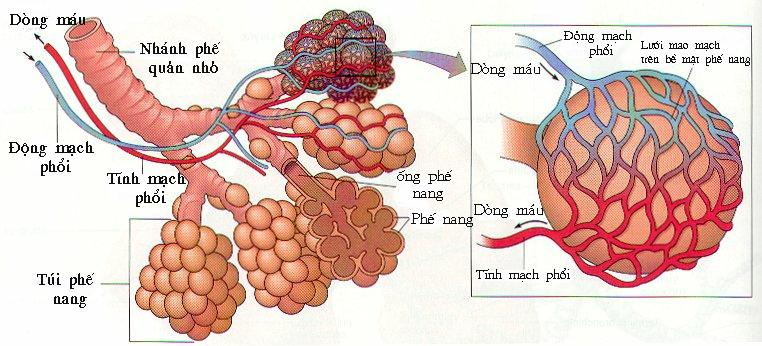 Dòng máu
Nhánh phế
quản nhỏ
Động mạch
phổi
Tĩnh mạch
phổi
ống phế
nang
Phế nang
Túi phế
nang
Động mạch
phổi
Lưới mao mạch
trên bề mặt phế nang
Dòng máu
Dòng máu
Tĩnh mạch phổi